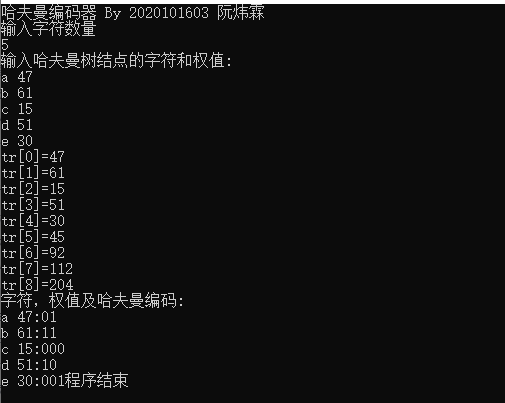 哈夫曼编码器 By 2020101603 阮炜霖
输入字符数量
5
输入哈夫曼树结点的字符和权值:
a 47
b 61
c 15
d 51
e 30
tr[0]=47
tr[1]=61
tr[2]=15
tr[3]=51
tr[4]=30
tr[5]=45
tr[6]=92
tr[7]=112
tr[8]=204
字符，权值及哈夫曼编码:
a 47:01
b 61:11
c 15:000
d 51:10
e 30:001程序结束